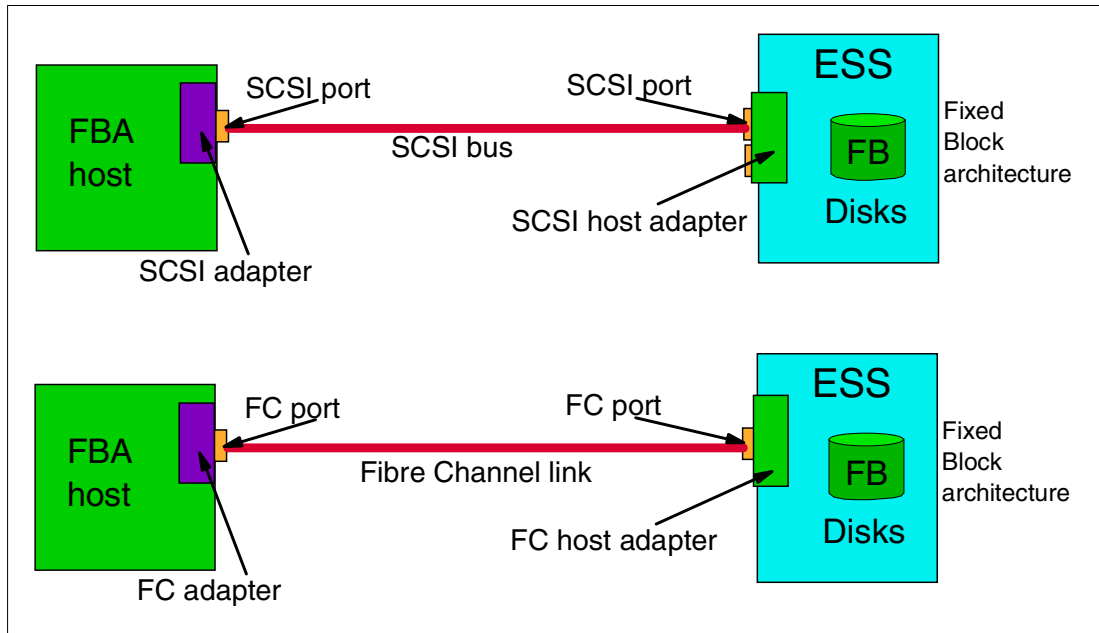 ESS
SCSI port
SCSI port
Fixed
Block
architecture
FBA
host
FB
SCSI bus
Disks
SCSI host adapter
SCSI adapter
ESS
FC port
FC port
Fixed
Block
architecture
FBA
host
FB
Fibre Channel link
Disks
FC host adapter
FC adapter